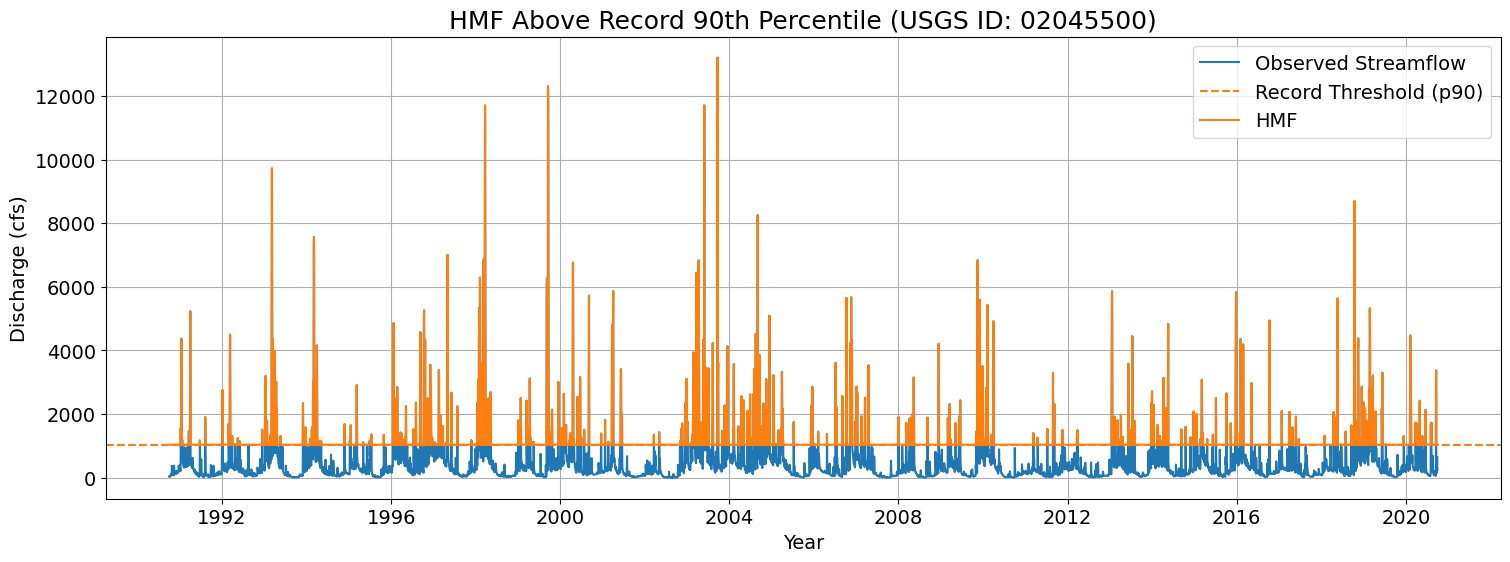 HMF Above Record 90th Percentile (USGS ID: 02045500)
Observed Streamflow
Record Threshold (p90)
HMF
Discharge (cfs)
12000
10000
8000
6000
4000
2000
0
1992 1996 2000 2004 2008 2012 2016 2020
Year